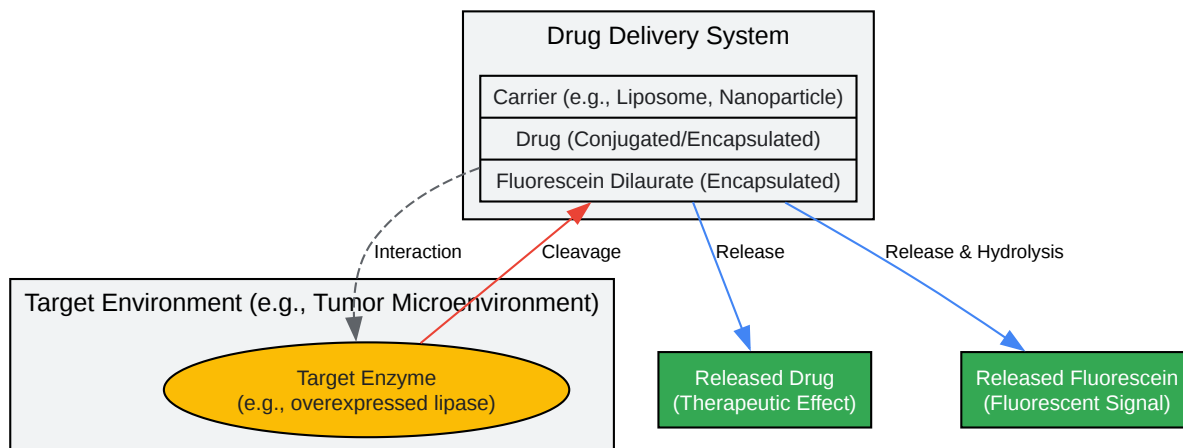 Drug Delivery System
Carrier (e.g., Liposome, Nanoparticle)
Drug (Conjugated/Encapsulated)
Fluorescein Dilaurate (Encapsulated)
Interaction
Cleavage
Release
Release & Hydrolysis
Target Environment (e.g., Tumor Microenvironment)
Target Enzyme
(e.g., overexpressed lipase)
Released Drug
(Therapeutic Effect)
Released Fluorescein
(Fluorescent Signal)